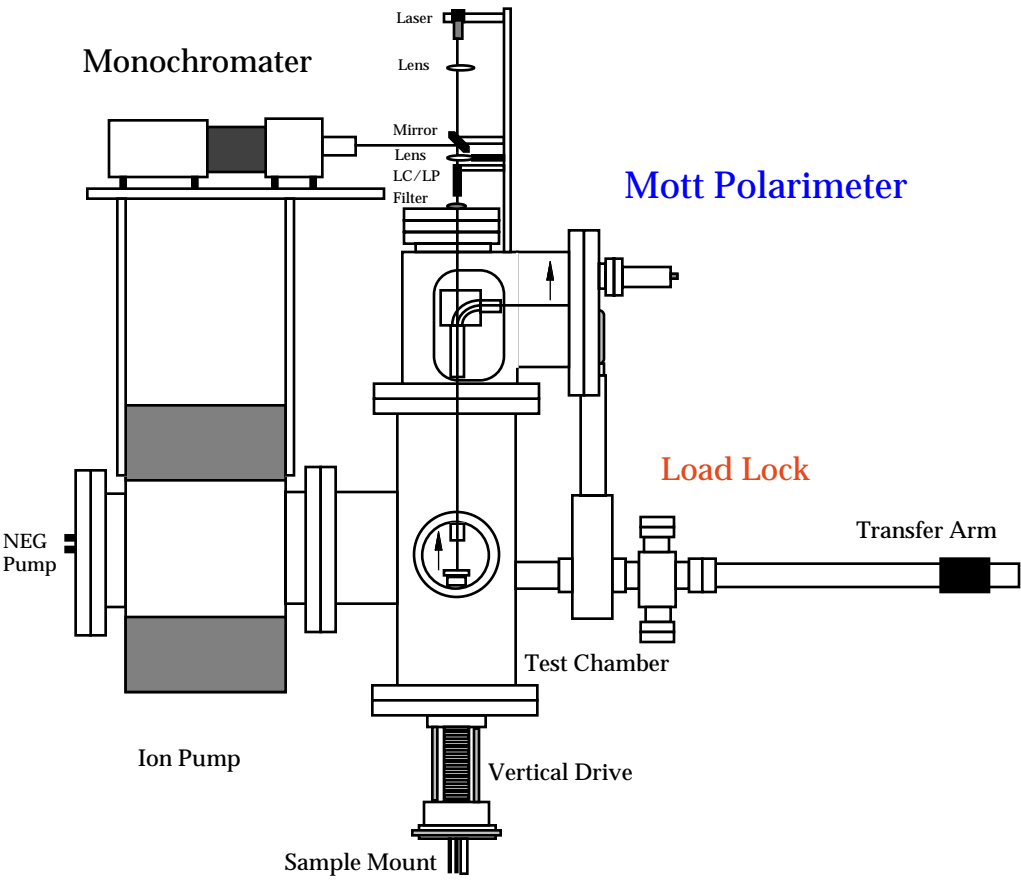 Laser
Monochromater
Lens
Mirror
Lens
LC/LP
Filter
Mott Polarimeter
Load Lock
Transfer Arm
NEG
Pump
Test Chamber
Ion Pump
Vertical Drive
Sample Mount